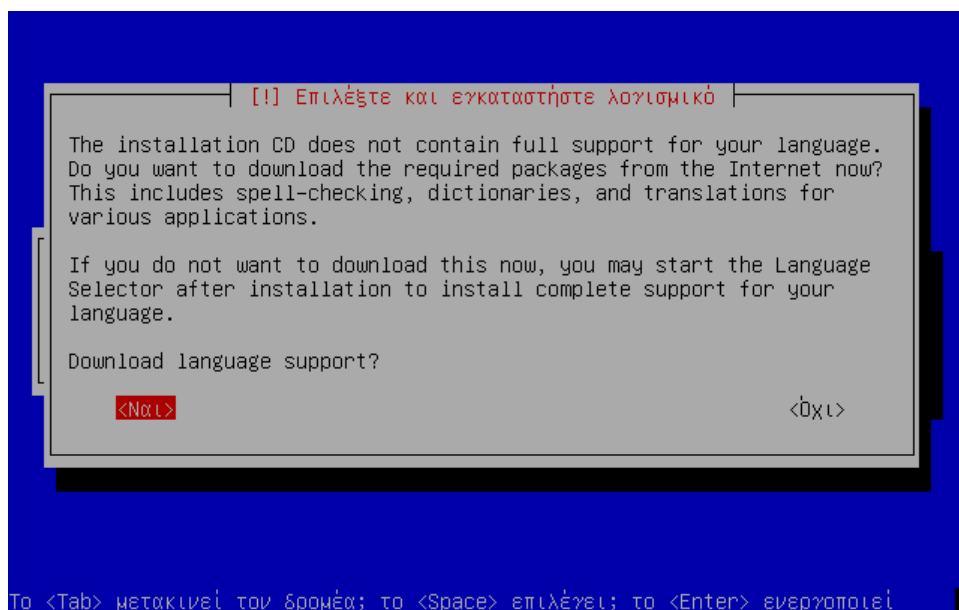 [!] Επιλέξτε και εγκαταστήστε λογισμικό
The installation CD does not contain full support for your language.
Do you want to download the required packages from the Internet now?
This includes spell-checking, dictionaries, and translations for
various applications.
If you do not want to download this now, you may start the Language
Selector after installation to install complete support for your
language.
Download language support?
<Ναι> <Όχι>
Το <Tab> μετακινεί τον δρομέα; το <Space> επιλέγει; το <Enter> ενεργοποιεί